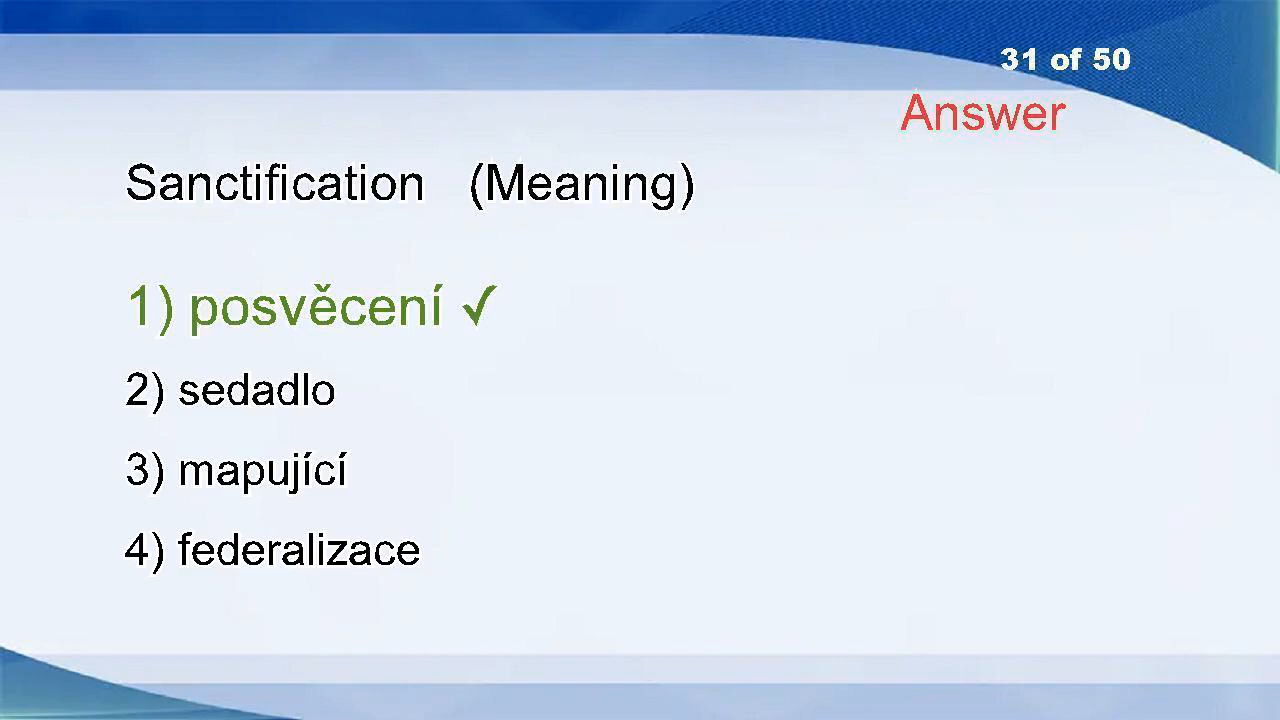 31 of 50
Answer
Sanctification (Meaning)
1) posvěcení ✓
2) sedadlo
3) mapující
4) federalizace